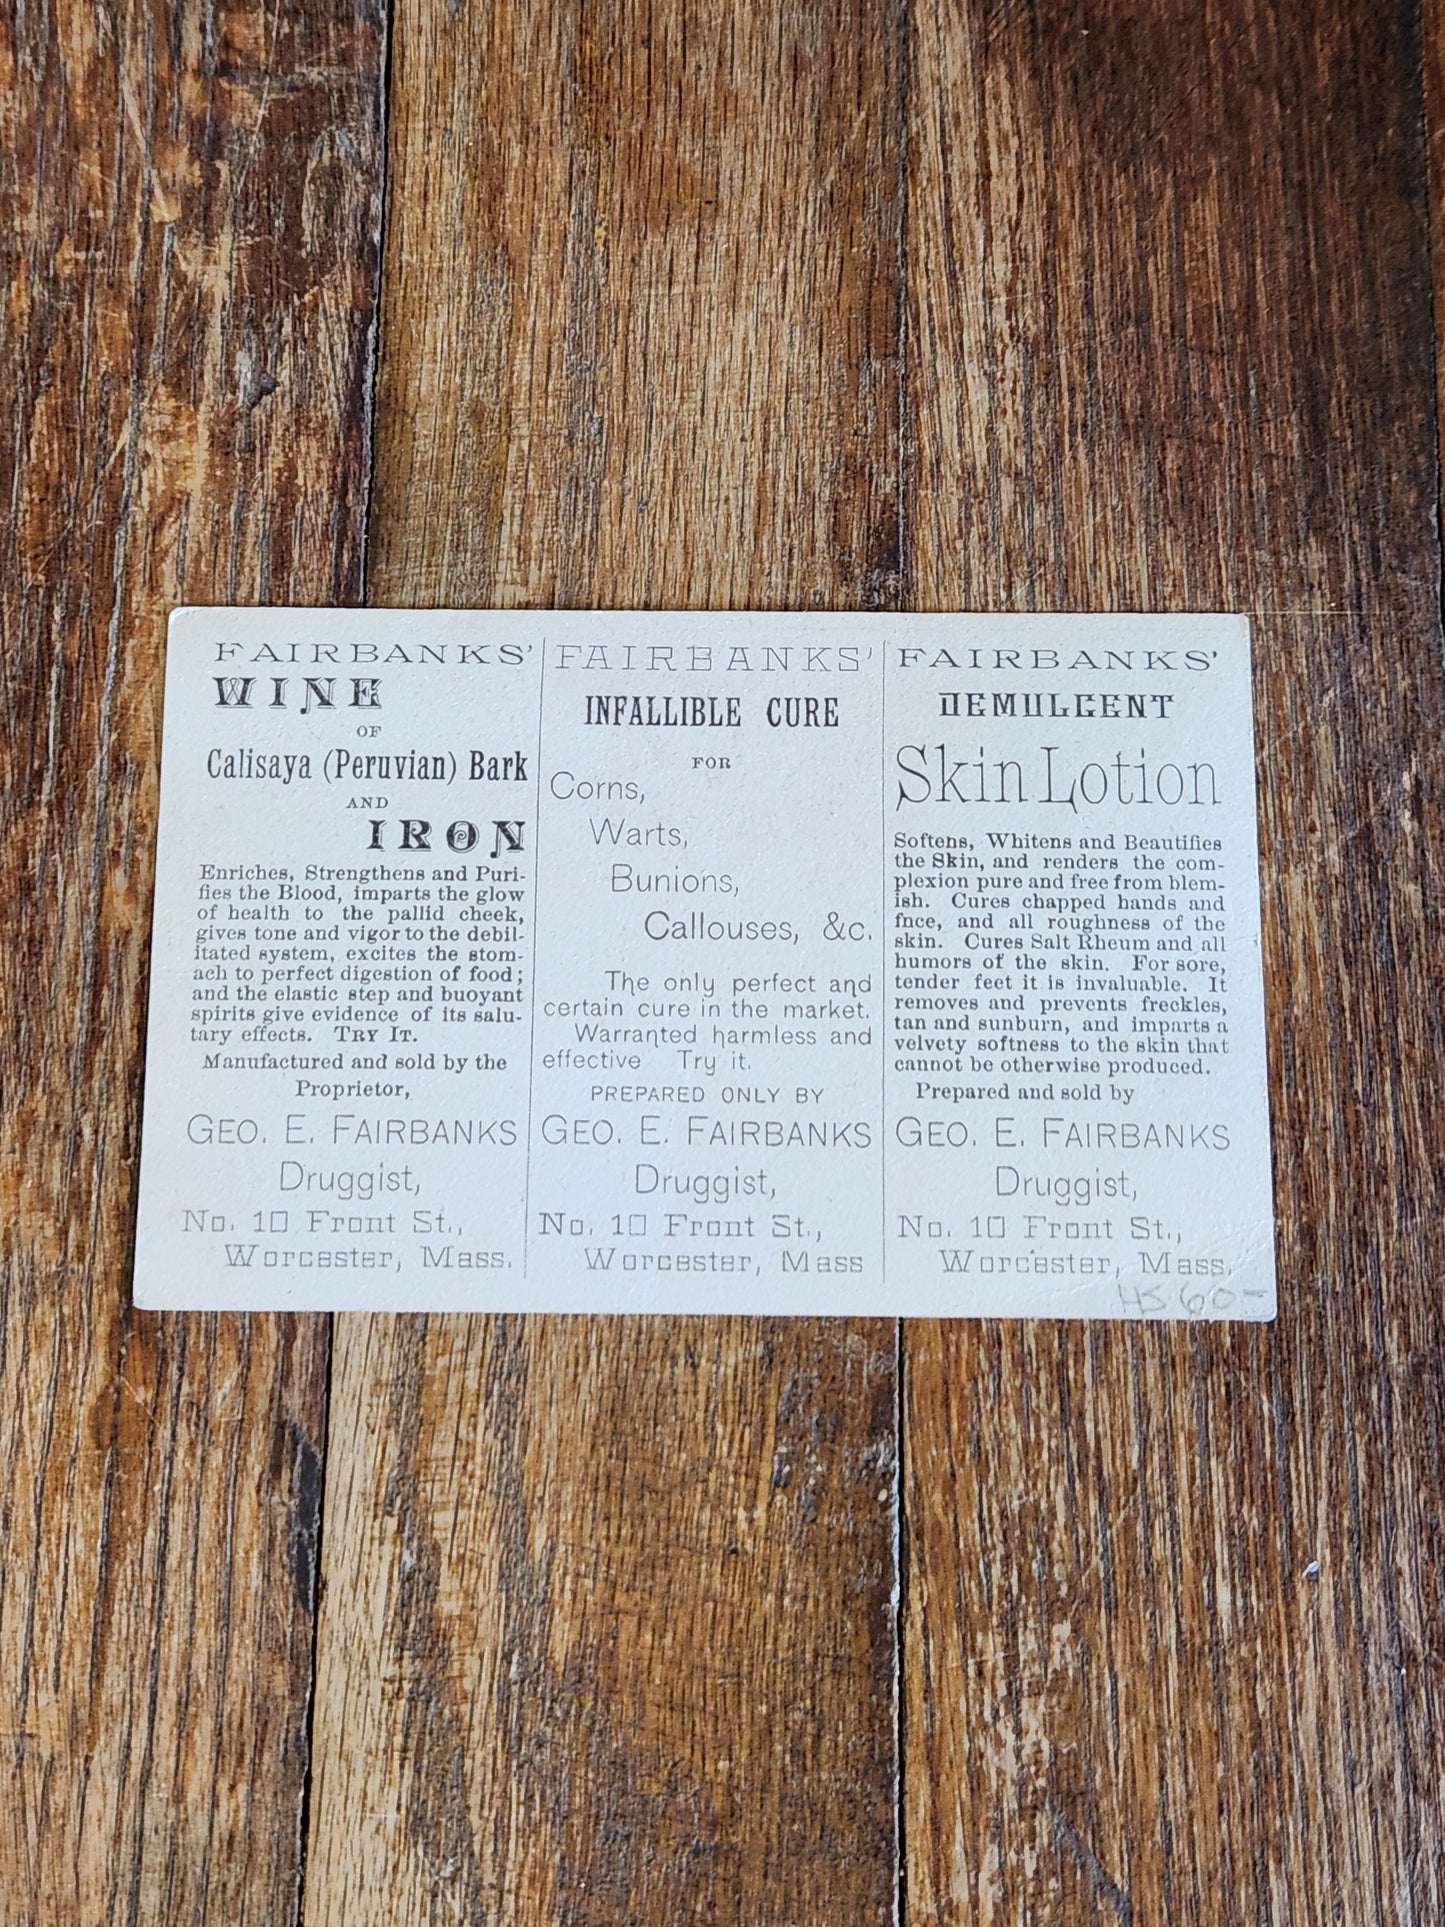 FAIRBANKS'
WINE
OF
Calisaya (Peruvian) Bark
AND
IRON
Enriches, Strengthens and Puri-
fies the Blood, imparts the glow
of health to the pallid cheek,
gives tone and vigor to the debil-
itated system, excites the stom-
ach to perfect digestion of food;
and the elastic step and buoyant
spirits give evidence of its salu-
tary effects. TRY IT.
Manufactured and sold by the
Proprietor,
GEO. E. FAIRBANKS
Druggist,
No. 10 Front St.,
Worcester, Mass.
FAIRBANKS'
INFALLIBLE CURE
FOR
Corns,
Warts,
Bunions,
Callouses, &c.
The only perfect and
certain cure in the market.
Warranted harmless and
effective Try it.
PREPARED ONLY BY
GEO. E. FAIRBANKS
Druggist,
No. 10 Front St.,
Worcester, Mass
FAIRBANKS'
DEMULCENT
Skin Lotion
Softens, Whitens and Beautifies
the Skin, and renders the com-
plexion pure and free from blem-
ish. Cures chapped hands and
fnce, and all roughness of the
skin. Cures Salt Rheum and all
humors of the skin. For sore,
tender feet it is invaluable. It
removes and prevents freckles,
tan and sunburn, and imparts a
velvety softness to the skin that
cannot be otherwise produced.
Prepared and sold by
GEO. E. FAIRBANKS
Druggist,
No. 10 Front St.,
Worcester, Mass.
HS 60-